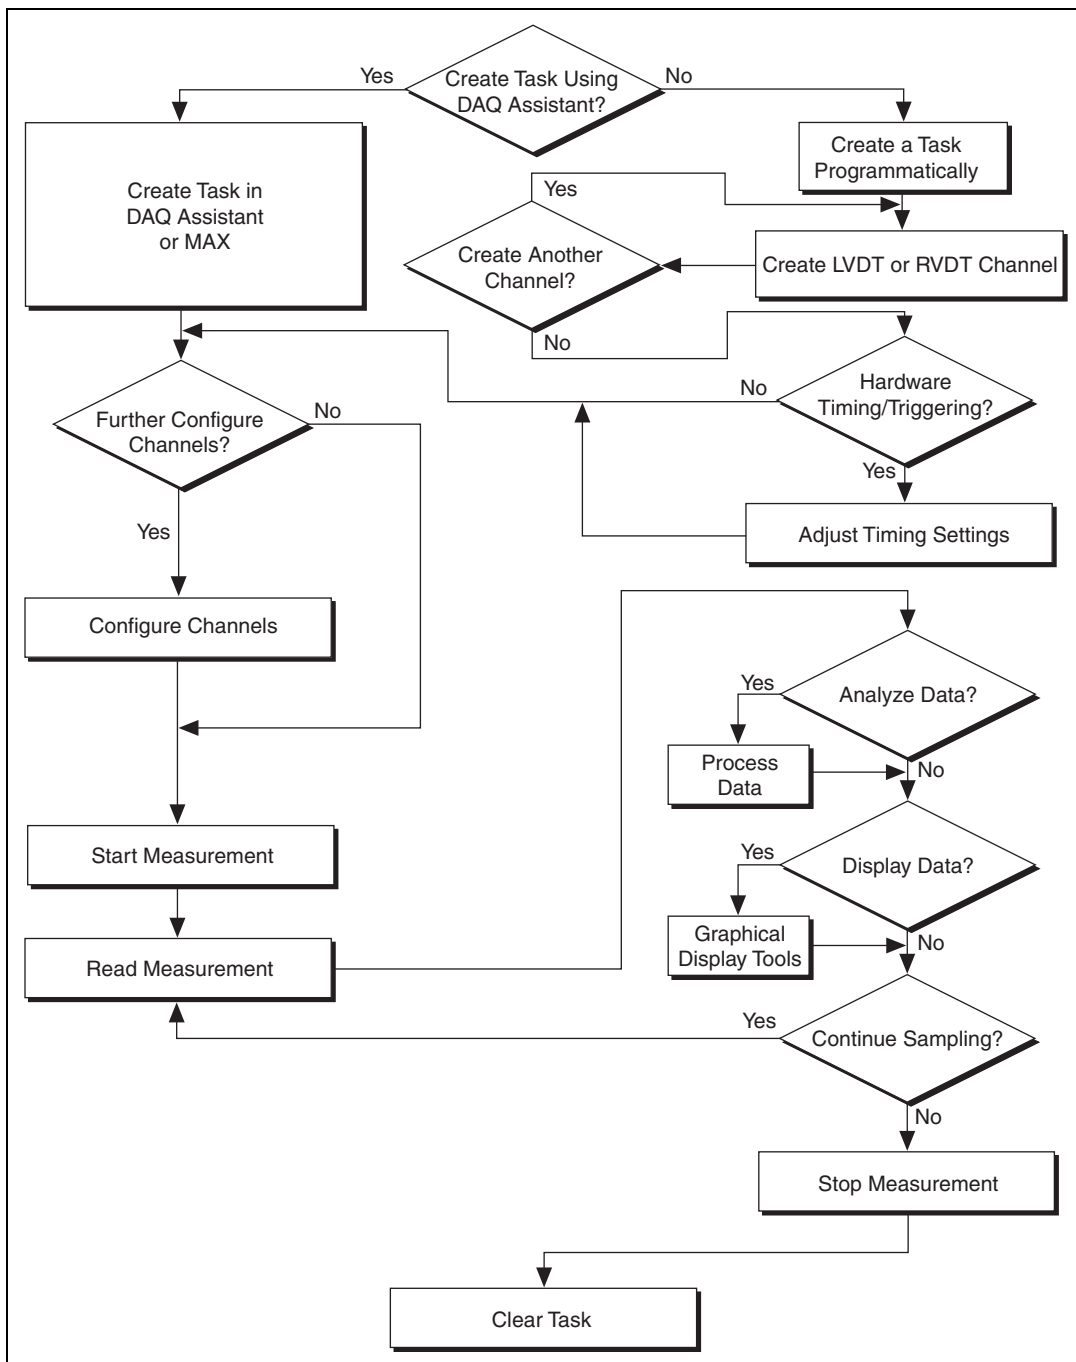 Yes
Create Task Using
DAQ Assistant?
No
Create Task in
DAQ Assistant
or MAX
Create a Task
Programmatically
Yes
Create Another
Channel?
Create LVDT or RVDT Channel
No
No
Hardware
Timing/Triggering?
Further Configure
Channels?
No
Yes
Yes
Adjust Timing Settings
Configure Channels
Yes
Analyze Data?
Process
Data
No
Start Measurement
Yes
Display Data?
Graphical
Display Tools
No
Read Measurement
Yes
Continue Sampling?
No
Stop Measurement
Clear Task